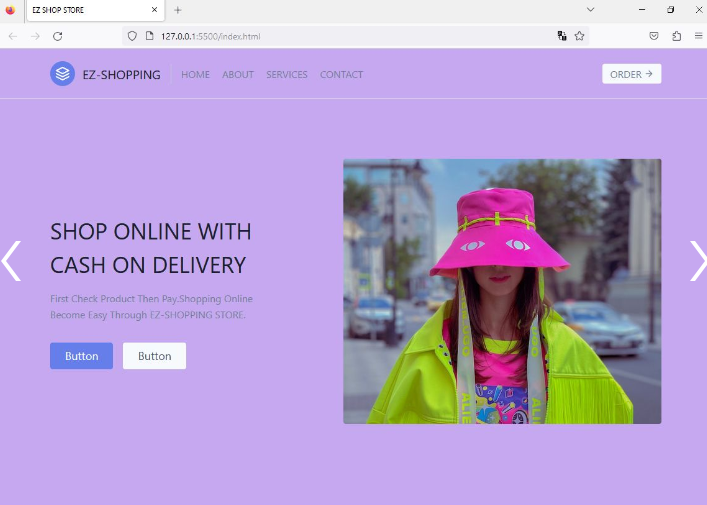 EZ SHOP STORE
127.0.0.1:5500/index.html
EZ-SHOPPING
HOME ABOUT SERVICES CONTACT
ORDER
SHOP ONLINE WITH
CASH ON DELIVERY
First Check Product Then Pay.Shopping Online
Become Easy Through EZ-SHOPPING STORE.
Button Button